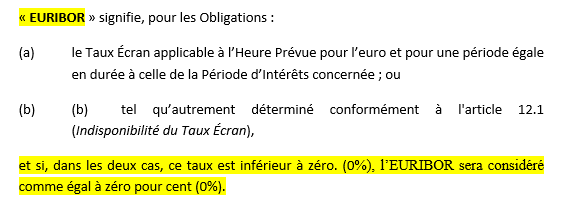 « EURIBOR » signifie, pour les Obligations :
(a) le Taux Écran applicable à l'Heure Prévue pour l'euro et pour une période égale
en durée à celle de la Période d'Intérêts concernée ; ou
(b) (b) tel qu'autrement déterminé conformément à l'article 12.1
(Indisponibilité du Taux Écran),
et si, dans les deux cas, ce taux est inférieur à zéro. (0%), l'EURIBOR sera considéré
comme égal à zéro pour cent (0%).